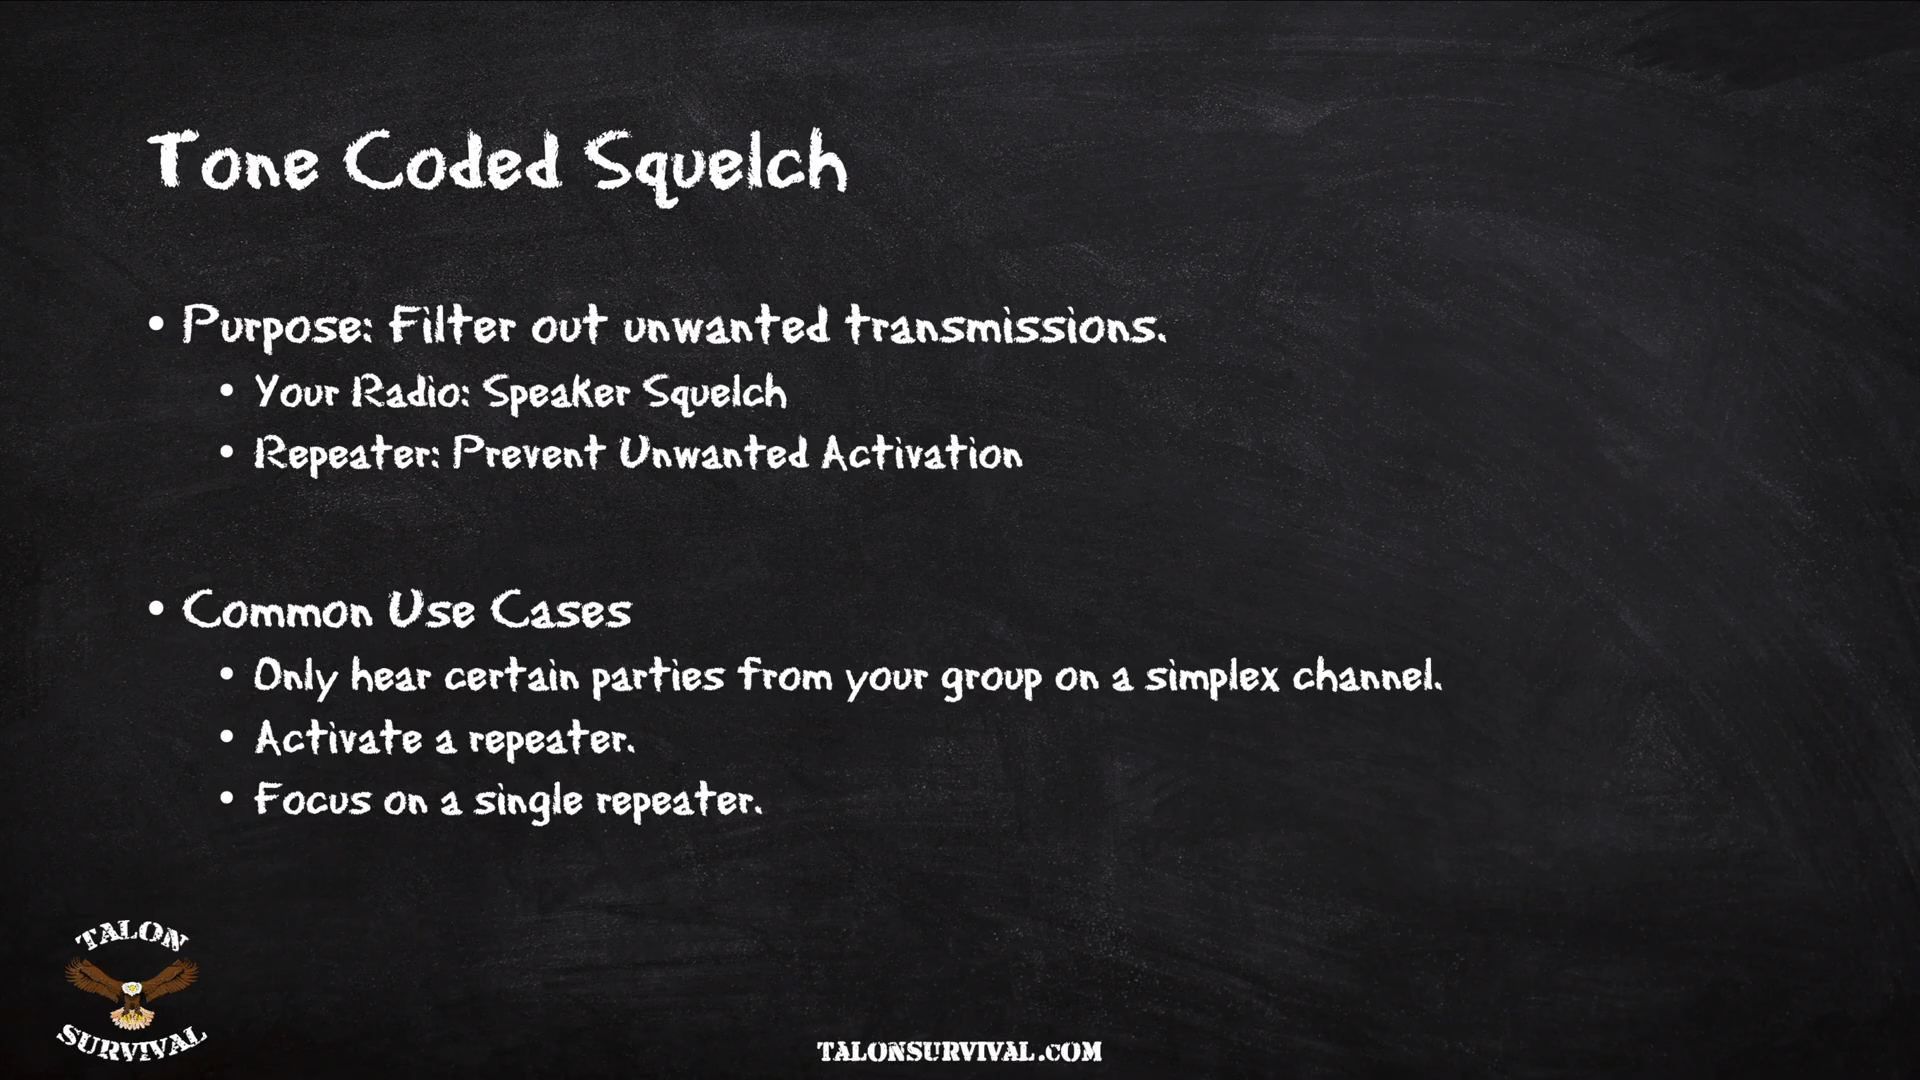 Tone Coded Squelch
• Purpose: Filter out unwanted transmissions.
• Your Radio: Speaker Squelch
• Repeater: Prevent Unwanted Activation
• Common Use Cases
• Only hear certain parties from your group on a simplex channel.
• Activate a repeater.
• Focus on a single repeater.
TALON
SURVIVAL
TALONSURVIVAL.COM